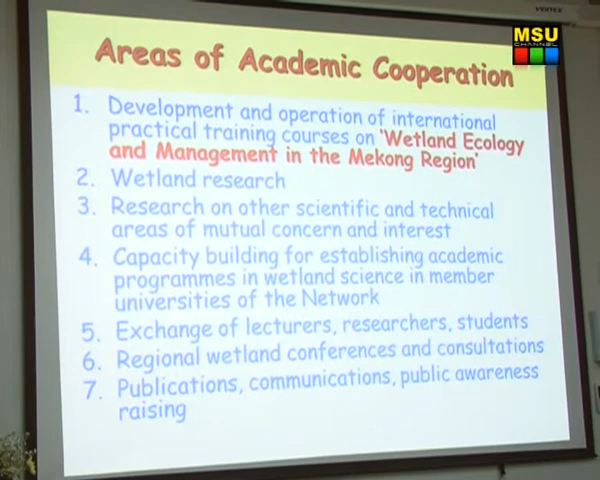 VERTEX
MSU
CHANNEL
Areas of Academic Cooperation
1. Development and operation of international
practical training courses on 'Wetland Ecology
and Management in the Mekong Region'
2. Wetland research
3. Research on other scientific and technical
areas of mutual concern and interest
4. Capacity building for establishing academic
programmes in wetland science in member
universities of the Network
5. Exchange of lecturers, researchers, students
6. Regional wetland conferences and consultations
7. Publications, communications, public awareness
raising